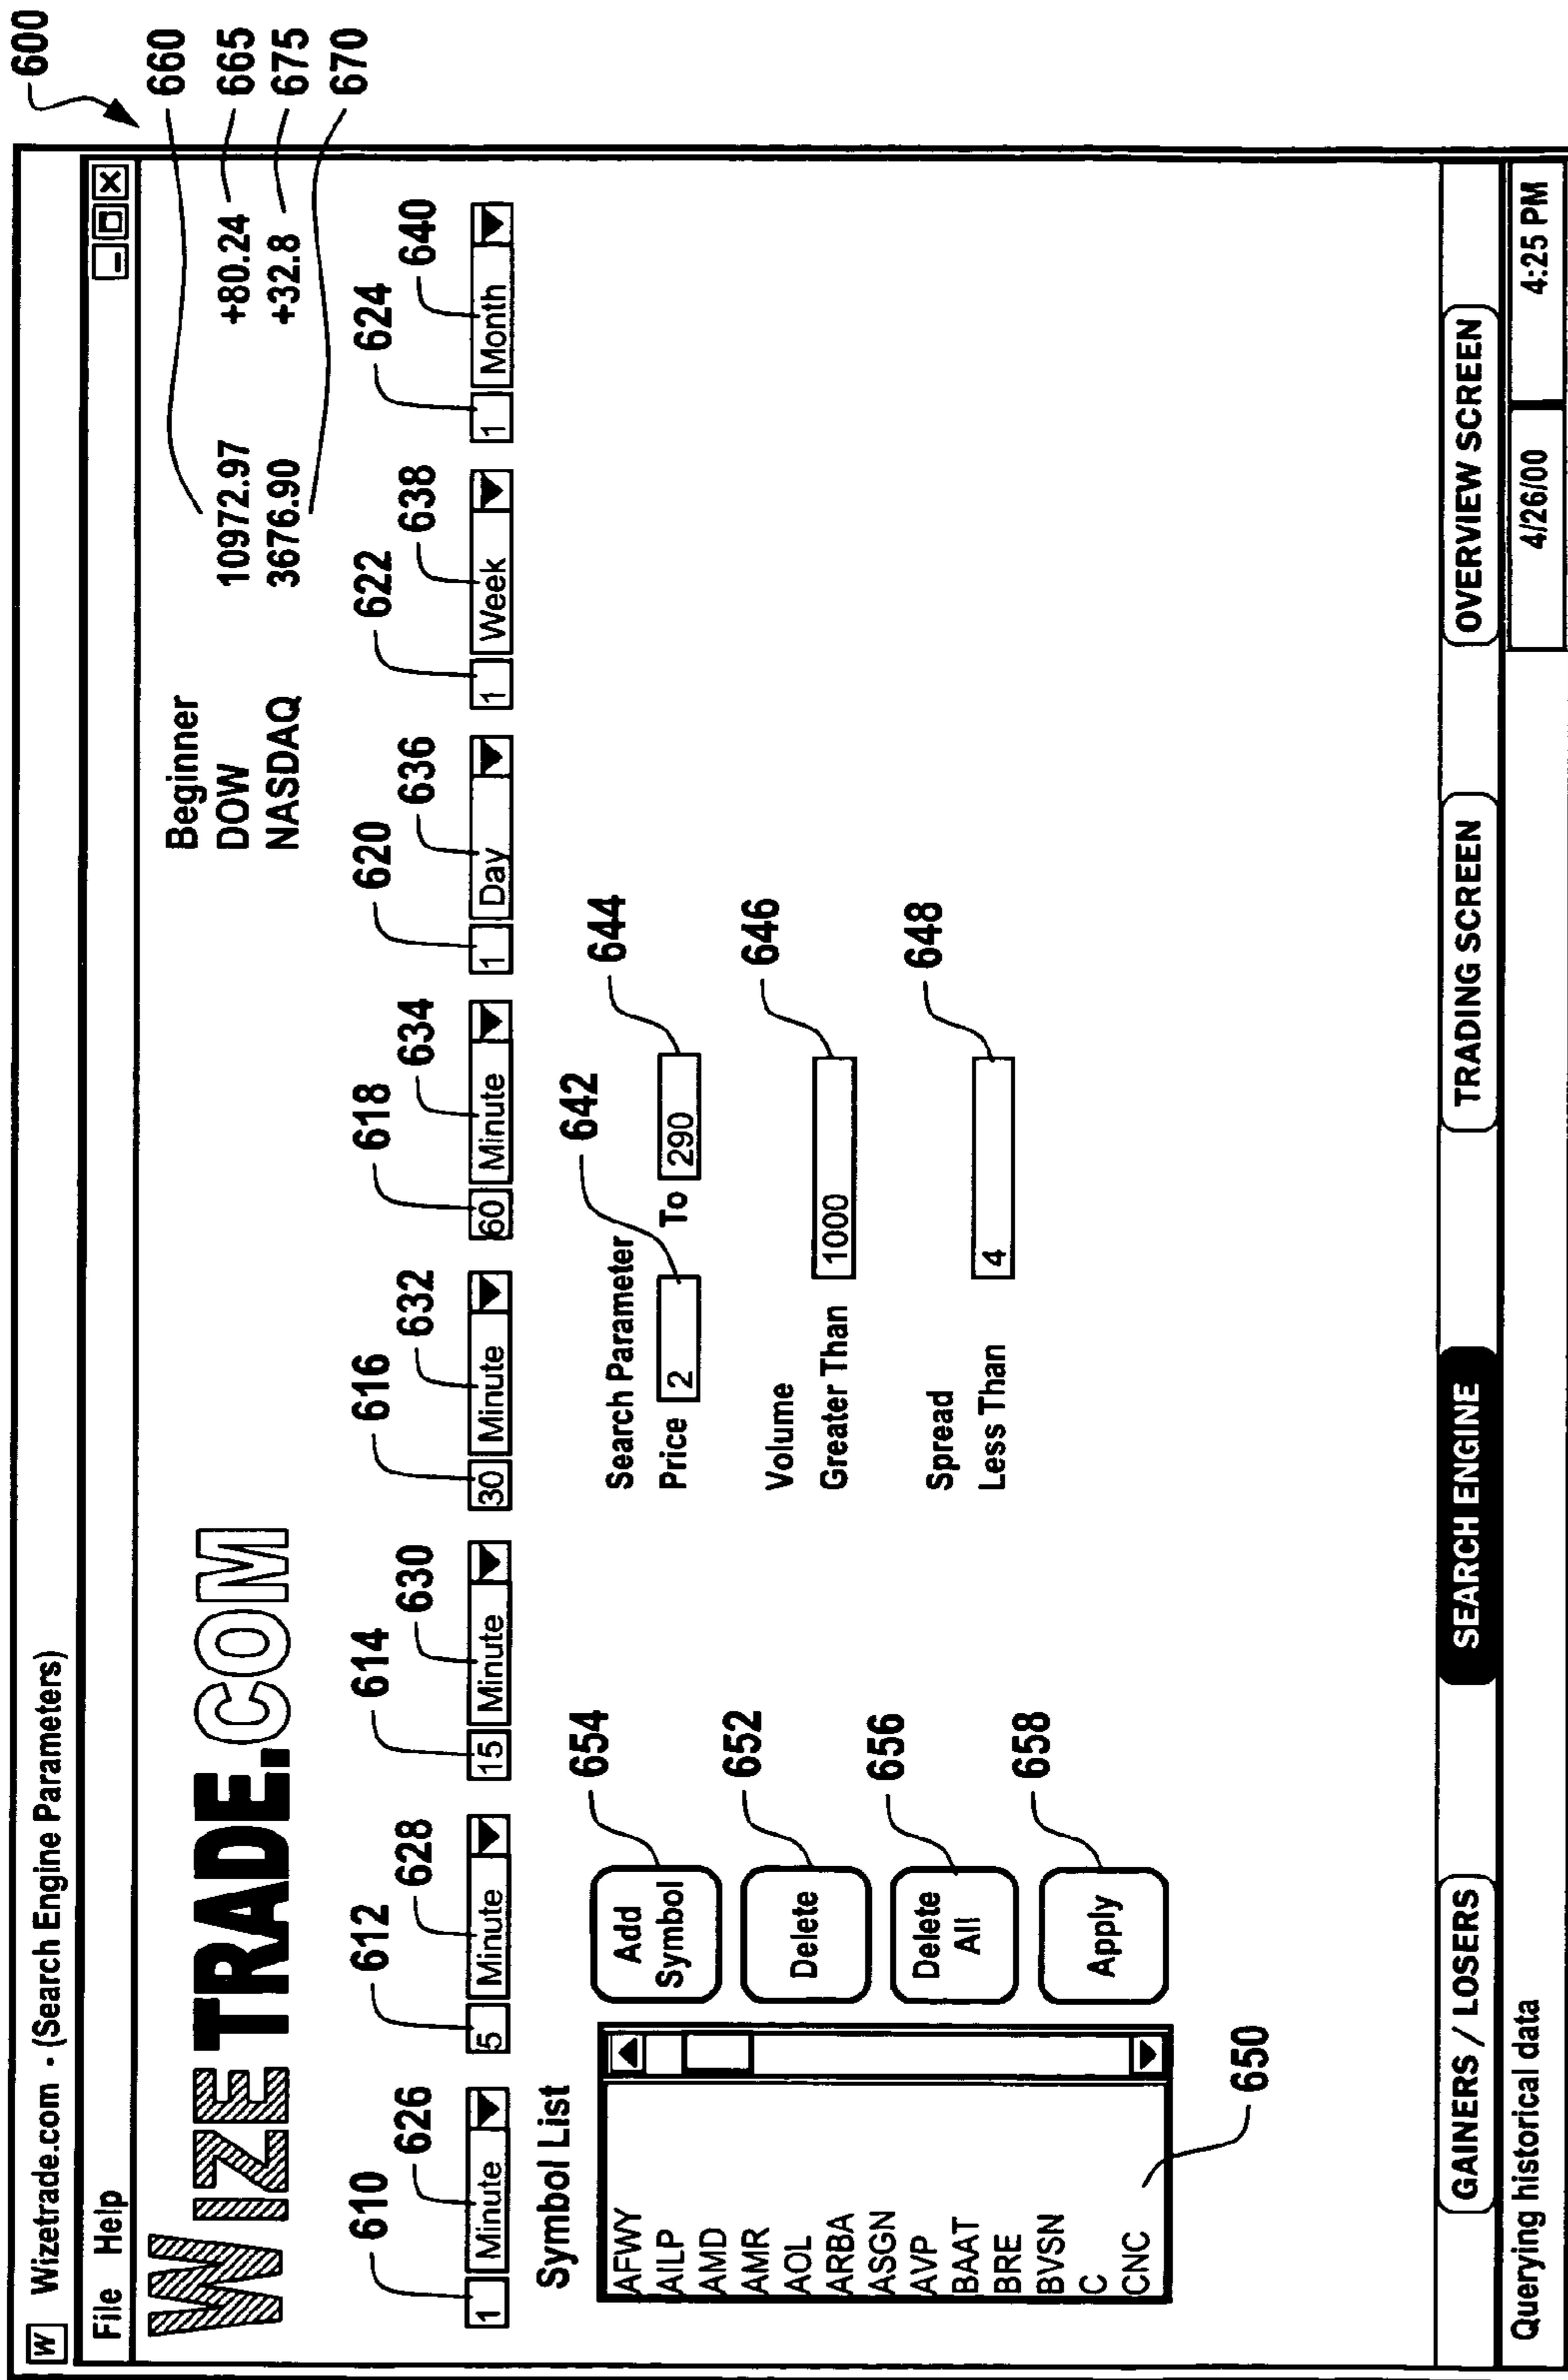 600
W Wizetrade.com - (Search Engine Parameters)
File Help
WIZETRADE.COM
Beginner
DOW 10972.97 +80.24
NASDAQ 3676.90 +32.8
660
665
675
670
610 612 614 616 618 620 622 624
626 628 630 632 634 636 638 640
1 Minute 5 Minute 15 Minute 30 Minute 60 Minute 1 Day 1 Week 1 Month
Symbol List
AFWY
AILP
AMD
AMR
AOL
ARBA
ASGN
AVP
BAAT
BRE
BVSN
C
CNC
650
Add
Symbol
654
Delete
652
Delete
All
656
Apply
658
Search Parameter
642
644
Price 2 To 290
Volume
646
Greater Than 1000
Spread
648
Less Than 4
GAINERS / LOSERS SEARCH ENGINE TRADING SCREEN OVERVIEW SCREEN
Querying historical data 4/26/00 4:25 PM